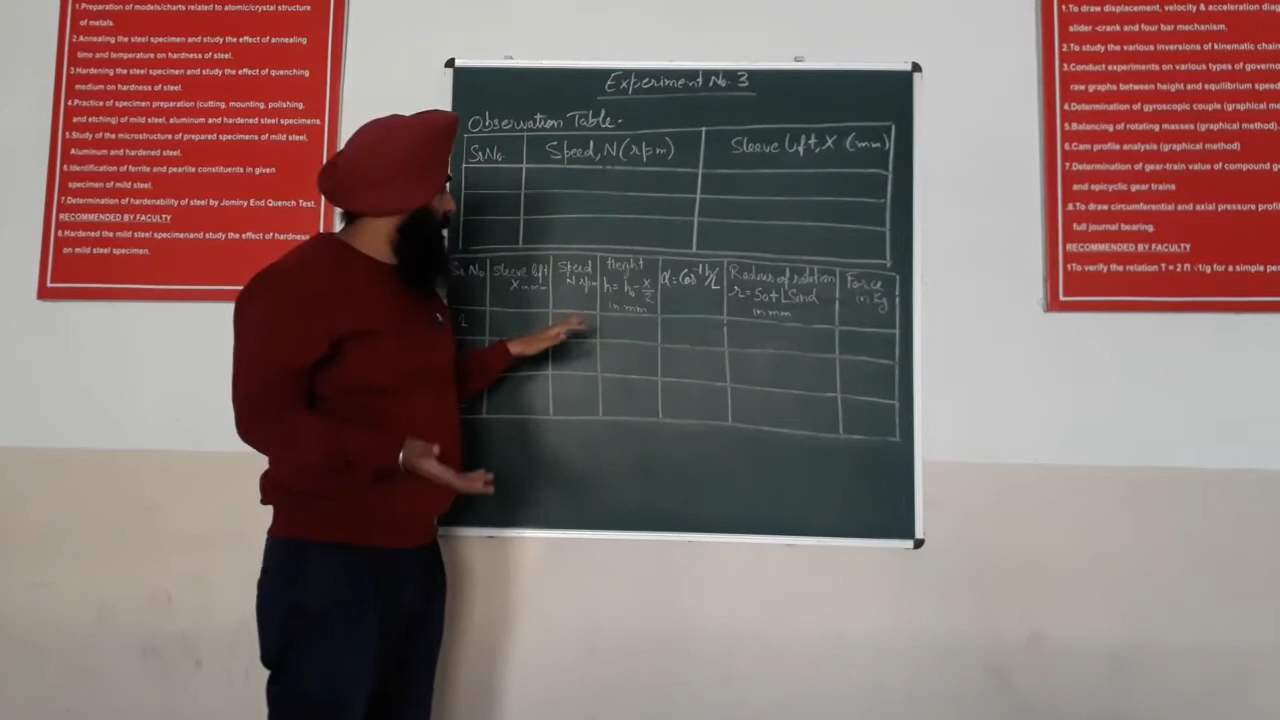 1.Preparation of models/charts related to atomic/crystal structure
of metals.
2.Annealing the steel specimen and study the effect of annealing
time and temperature on hardness of steel.
3.Hardening the steel specimen and study the effect of quenching
medium on hardness of steel.
4.Practice of specimen preparation (cutting, mounting, polishing,
and etching) of mild steel, aluminum and hardened steel specimens.
5.Study of the microstructure of prepared specimens of mild steel,
Aluminum and hardened steel.
6.Identification of ferrite and pearlite constituents in given
specimen of mild steel.
7.Determination of hardenability of steel by Jominy End Quench Test.
RECOMMENDED BY FACULTY
8.Hardened the mild steel specimenand study the effect of hardness
on mild steel specimen.
Experiment No. 3
Observation Table-
Sr.No. Speed, N (rpm) Sleeve lift, X (mm)
Sr No Sleeve lift X in mm Speed N rpm Height h = h₀ - X/2 in mm α = Cos⁻¹ h/L Radius of rotation r = S₀ + L Sinα in mm Force in Kg
1
1.To draw displacement, velocity & acceleration
slider -crank and four bar mechanism.
2.To study the various inversions of kinematic
3.Conduct experiments on various types of
raw graphs between height and equilibrium
4.Determination of gyroscopic couple (graphical
5.Balancing of rotating masses (graphical method)
6.Cam profile analysis (graphical method)
7.Determination of gear-train value of compound
and epicyclic gear trains
.8.To draw circumferential and axial pressure
full journal bearing.
RECOMMENDED BY FACULTY
1To verify the relation T = 2 Π √1/g for a simple